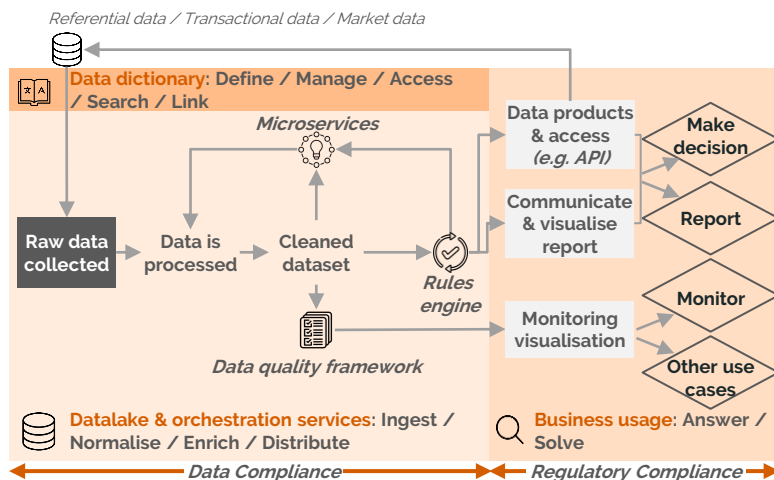 Referential data / Transactional data / Market data
Data dictionary: Define / Manage / Access
/ Search / Link
Microservices
Data products
& access
(e.g. API)
Make
decision
Raw data
collected
Data is
processed
Cleaned
dataset
Rules
engine
Communicate
& visualise
report
Report
Data quality framework
Monitoring
visualisation
Monitor
Other use
cases
Datalake & orchestration services: Ingest /
Normalise / Enrich / Distribute
Business usage: Answer /
Solve
Data Compliance
Regulatory Compliance